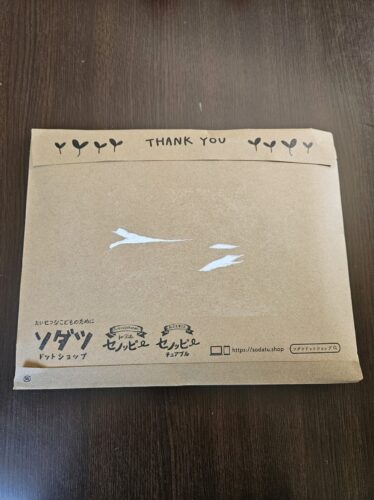 THANK YOU
たいせつなこどものために
ソダツ
ドットショップ
セノッピー
セノッピー
チュアブル
https://sodatu.shop
ソダツドットショップ